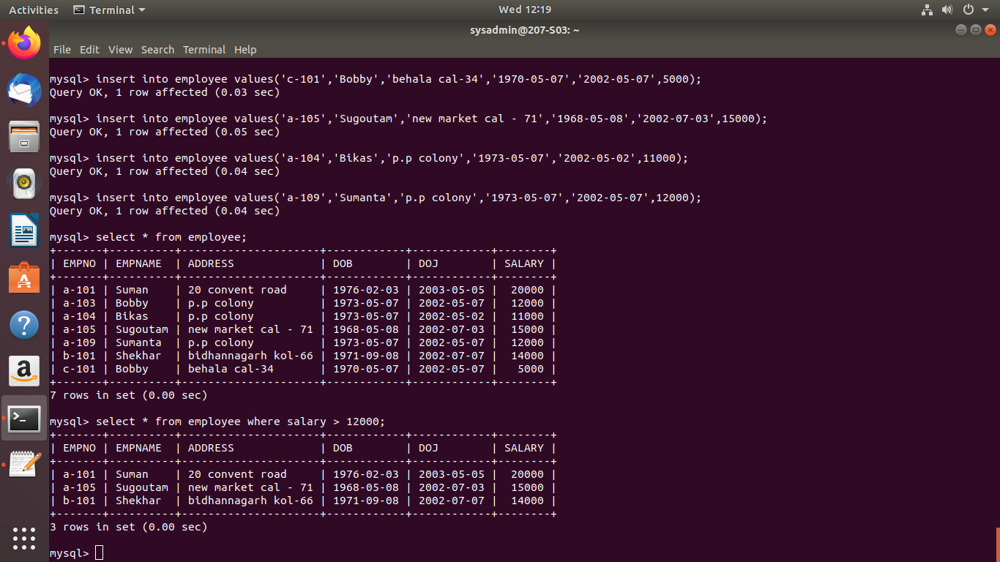 Activities Terminal Wed 12:19
sysadmin@207-S03: ~
File Edit View Search Terminal Help
mysql> insert into employee values('c-101','Bobby','behala cal-34','1970-05-07','2002-05-07',5000);
Query OK, 1 row affected (0.03 sec)
mysql> insert into employee values('a-105','Sugoutam','new market cal - 71','1968-05-08','2002-07-03',15000);
Query OK, 1 row affected (0.05 sec)
mysql> insert into employee values('a-104','Bikas','p.p colony','1973-05-07','2002-05-02',11000);
Query OK, 1 row affected (0.04 sec)
mysql> insert into employee values('a-109','Sumanta','p.p colony','1973-05-07','2002-05-07',12000);
Query OK, 1 row affected (0.04 sec)
mysql> select * from employee;
+-------+----------+---------------------+------------+------------+--------+
| EMPNO | EMPNAME  | ADDRESS             | DOB        | DOJ        | SALARY |
+-------+----------+---------------------+------------+------------+--------+
| a-101 | Suman    | 20 convent road     | 1976-02-03 | 2003-05-05 |  20000 |
| a-103 | Bobby    | p.p colony          | 1973-05-07 | 2002-05-07 |  12000 |
| a-104 | Bikas    | p.p colony          | 1973-05-07 | 2002-05-02 |  11000 |
| a-105 | Sugoutam | new market cal - 71 | 1968-05-08 | 2002-07-03 |  15000 |
| a-109 | Sumanta  | p.p colony          | 1973-05-07 | 2002-05-07 |  12000 |
| b-101 | Shekhar  | bidhannagarh kol-66 | 1971-09-08 | 2002-07-07 |  14000 |
| c-101 | Bobby    | behala cal-34       | 1970-05-07 | 2002-05-07 |   5000 |
+-------+----------+---------------------+------------+------------+--------+
7 rows in set (0.00 sec)
mysql> select * from employee where salary > 12000;
+-------+----------+---------------------+------------+------------+--------+
| EMPNO | EMPNAME  | ADDRESS             | DOB        | DOJ        | SALARY |
+-------+----------+---------------------+------------+------------+--------+
| a-101 | Suman    | 20 convent road     | 1976-02-03 | 2003-05-05 |  20000 |
| a-105 | Sugoutam | new market cal - 71 | 1968-05-08 | 2002-07-03 |  15000 |
| b-101 | Shekhar  | bidhannagarh kol-66 | 1971-09-08 | 2002-07-07 |  14000 |
+-------+----------+---------------------+------------+------------+--------+
3 rows in set (0.00 sec)
mysql>